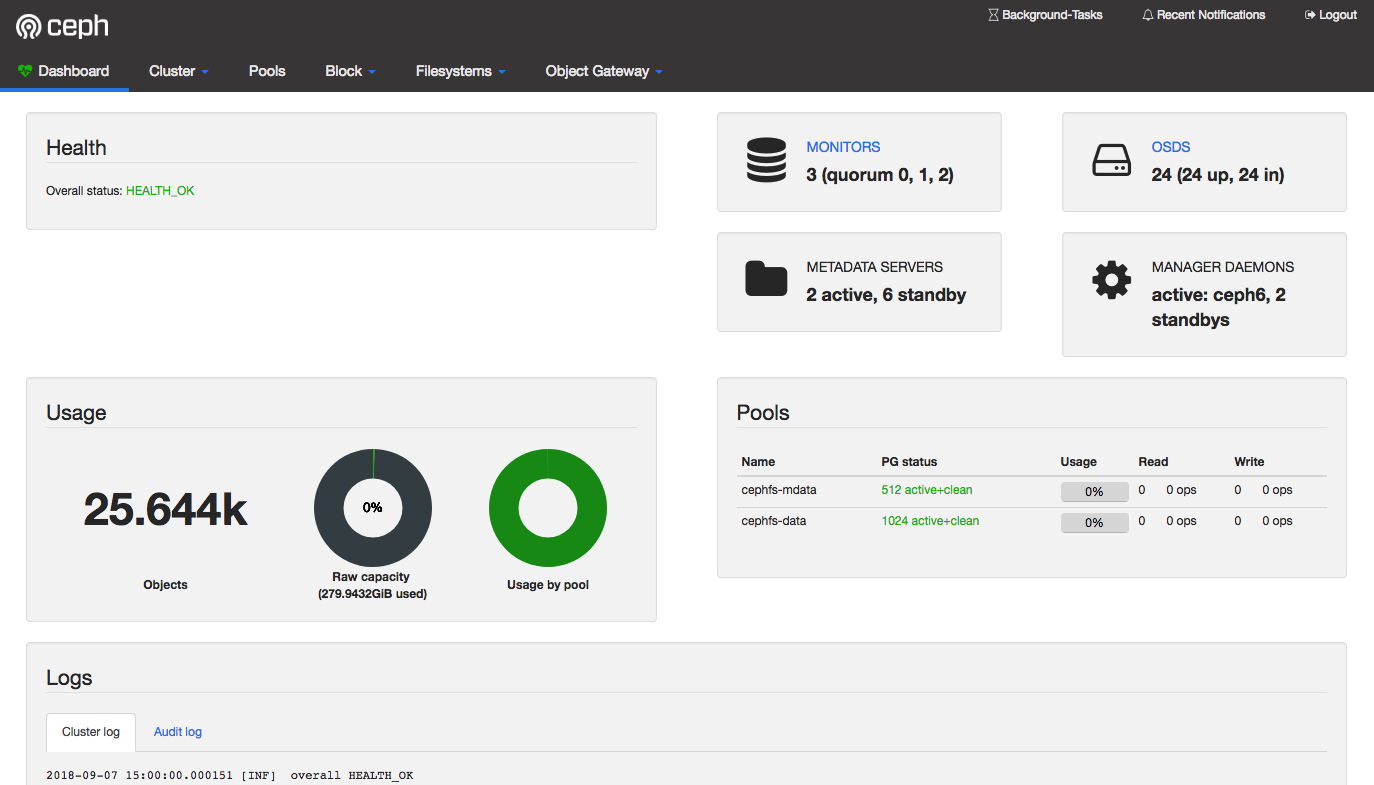 ceph
Background-Tasks Recent Notifications Logout
Dashboard Cluster Pools Block Filesystems Object Gateway
Health
Overall status: HEALTH_OK
MONITORS
3 (quorum 0, 1, 2)
OSDS
24 (24 up, 24 in)
METADATA SERVERS
2 active, 6 standby
MANAGER DAEMONS
active: ceph6, 2
standbys
Usage
25.644k
Objects
0%
Raw capacity
(279.9432GiB used)
Usage by pool
Pools
Name PG status Usage Read Write
cephfs-mdata 512 active+clean 0% 0 0 ops 0 0 ops
cephfs-data 1024 active+clean 0% 0 0 ops 0 0 ops
Logs
Cluster log Audit log
2018-09-07 15:00:00.000151 [INF] overall HEALTH_OK